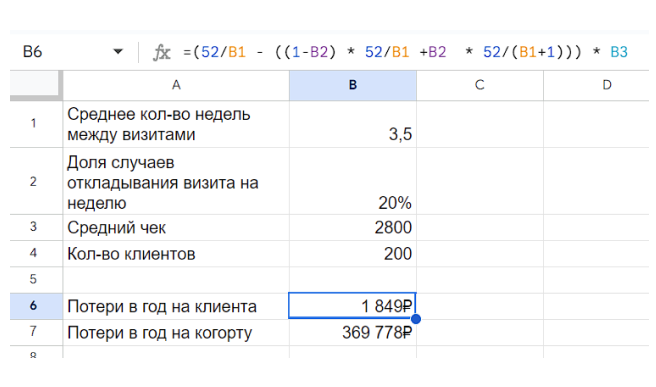 B6 fx =(52/B1 - ((1-B2) * 52/B1 +B2 * 52/(B1+1))) * B3
A B C D
1 Среднее кол-во недель
между визитами 3,5
Доля случаев
2 откладывания визита на
неделю 20%
3 Средний чек 2800
4 Кол-во клиентов 200
5
6 Потери в год на клиента 1 849₽
7 Потери в год на когорту 369 778₽
8